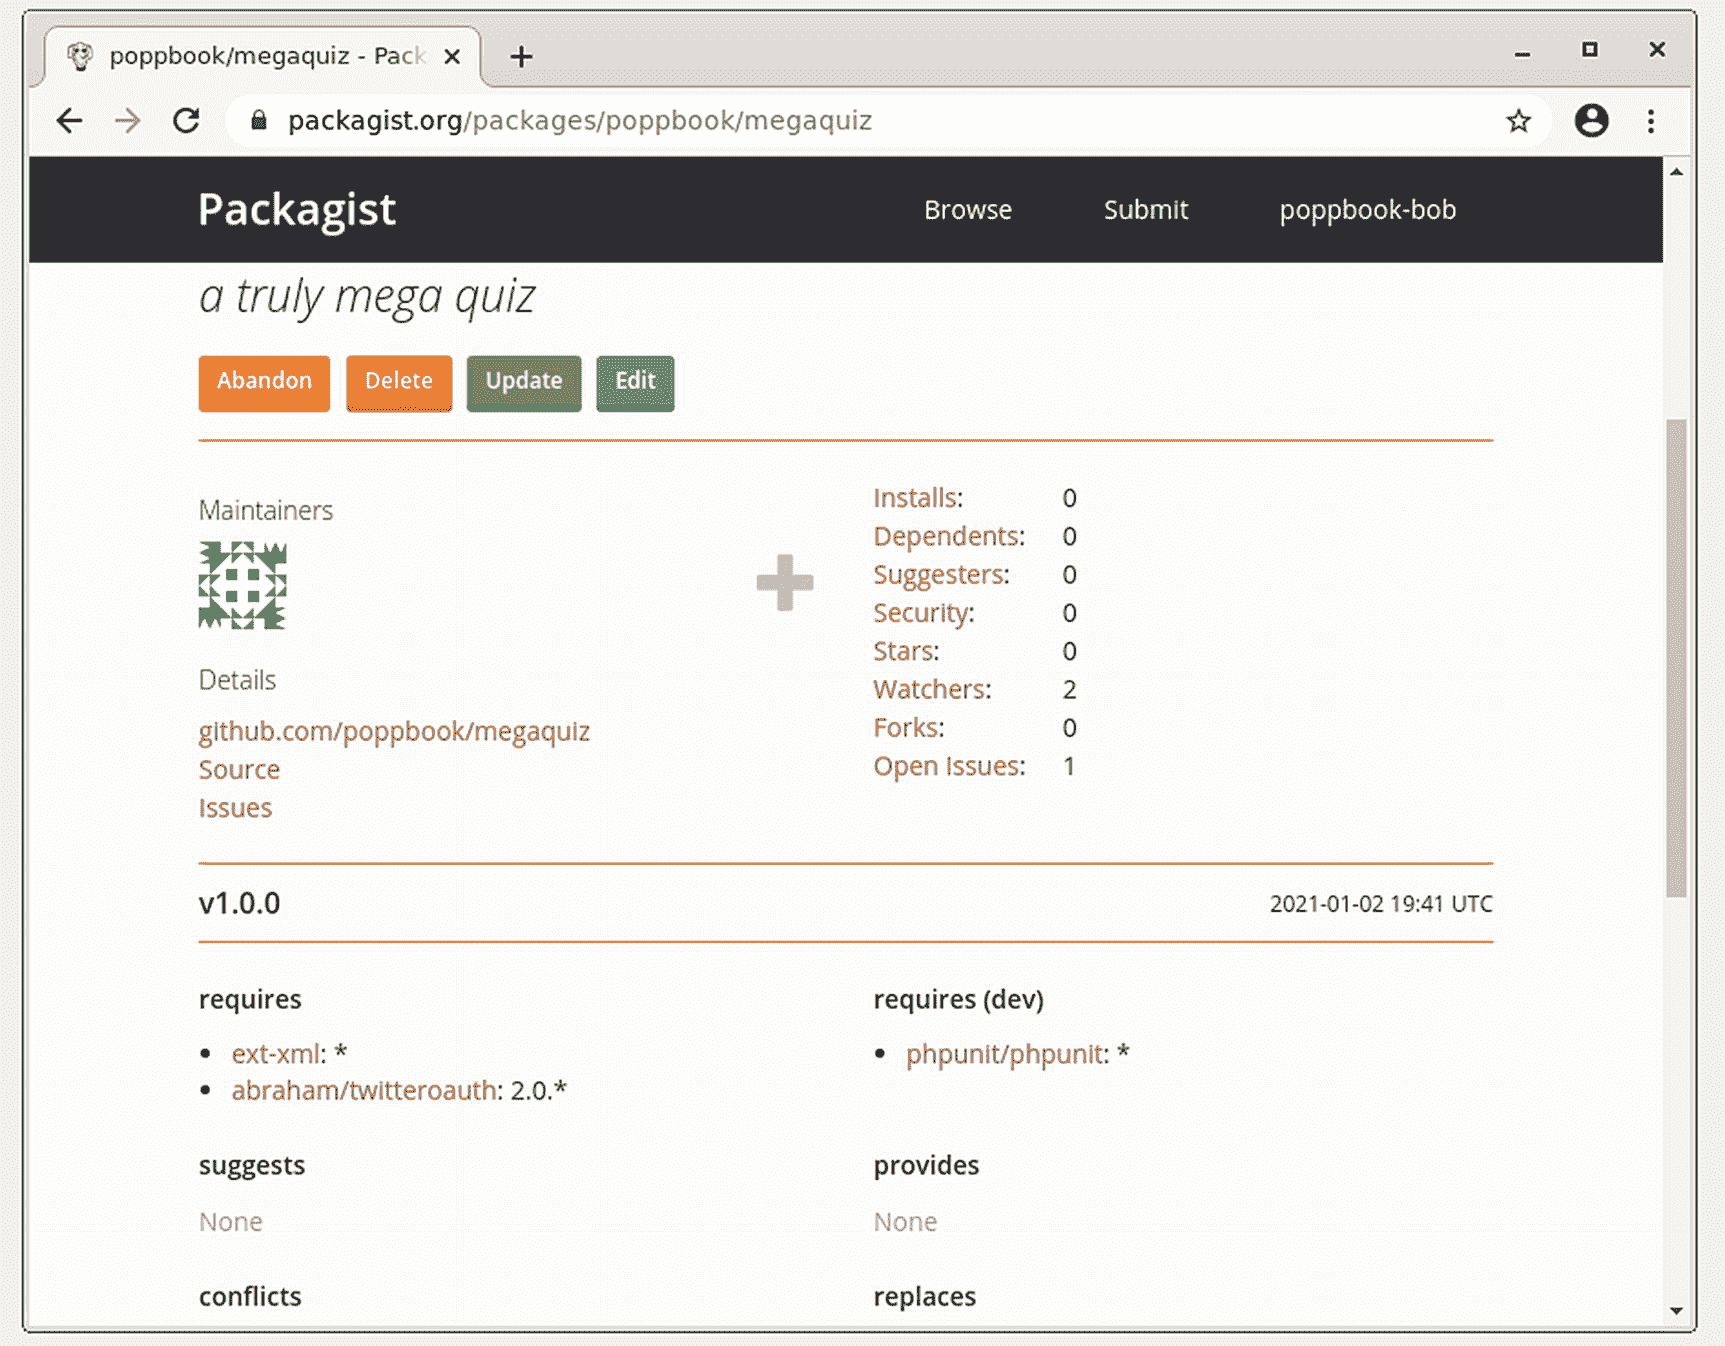 poppbook/megaquiz - Pack
packagist.org/packages/poppbook/megaquiz
Packagist Browse Submit poppbook-bob
a truly mega quiz
Abandon Delete Update Edit
Maintainers
Details
github.com/poppbook/megaquiz
Source
Issues
Installs: 0
Dependents: 0
Suggesters: 0
Security: 0
Stars: 0
Watchers: 2
Forks: 0
Open Issues: 1
v1.0.0 2021-01-02 19:41 UTC
requires
ext-xml: *
abraham/twitteroauth: 2.0.*
requires (dev)
phpunit/phpunit: *
suggests
None
provides
None
conflicts
replaces